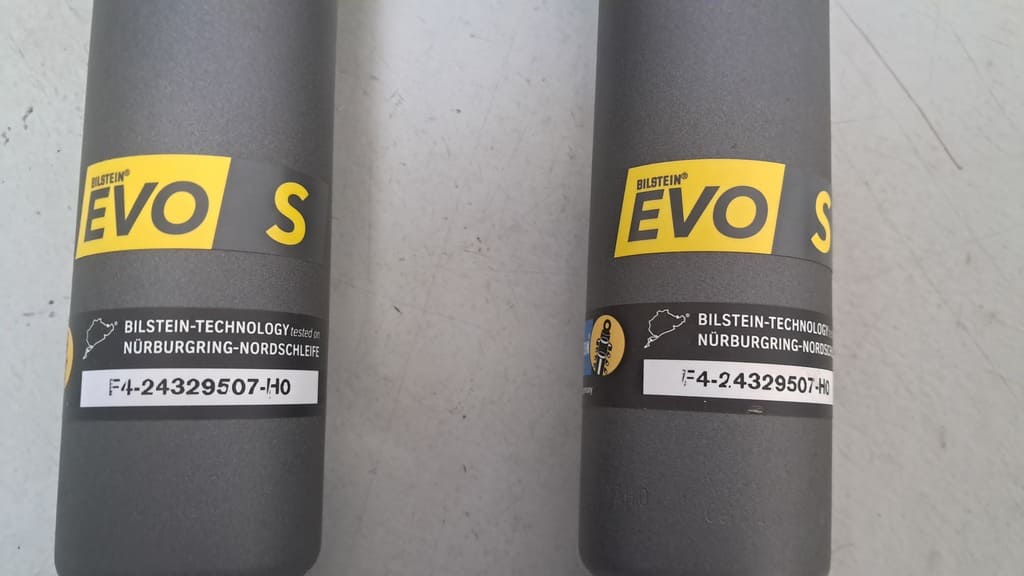 BILSTEIN®
EVO S
BILSTEIN-TECHNOLOGY tested on
NÜRBURGRING-NORDSCHLEIFE
F4-24329507-H0
BILSTEIN®
EVO S
BILSTEIN-TECHNOLOGY
NÜRBURGRING-NORDSC
F4-24329507-H0